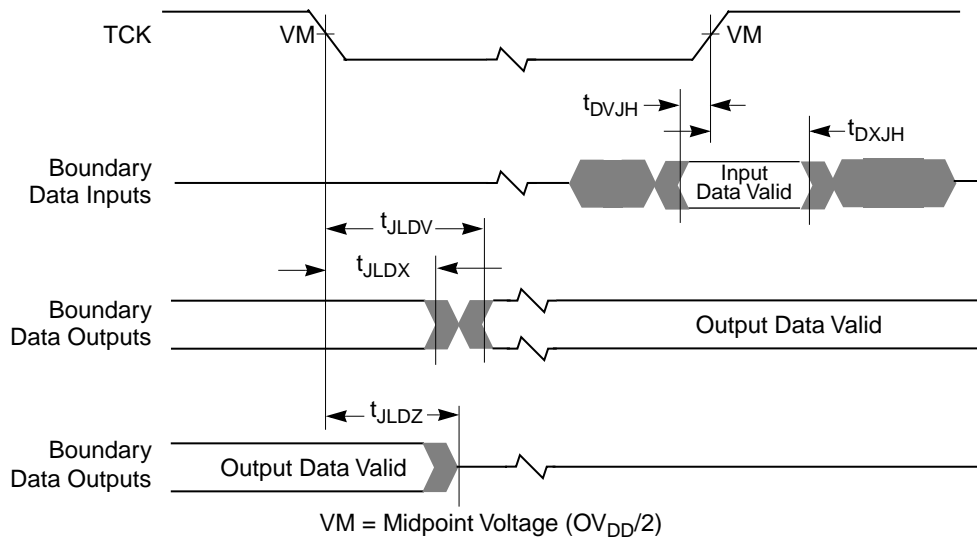 TCK
VM
VM
tDVJH
tDXJH
Boundary
Data Inputs
Input
Data Valid
tJLDV
tJLDX
Boundary
Data Outputs
Output Data Valid
tJLDZ
Boundary
Data Outputs
Output Data Valid
VM = Midpoint Voltage (OVDD/2)